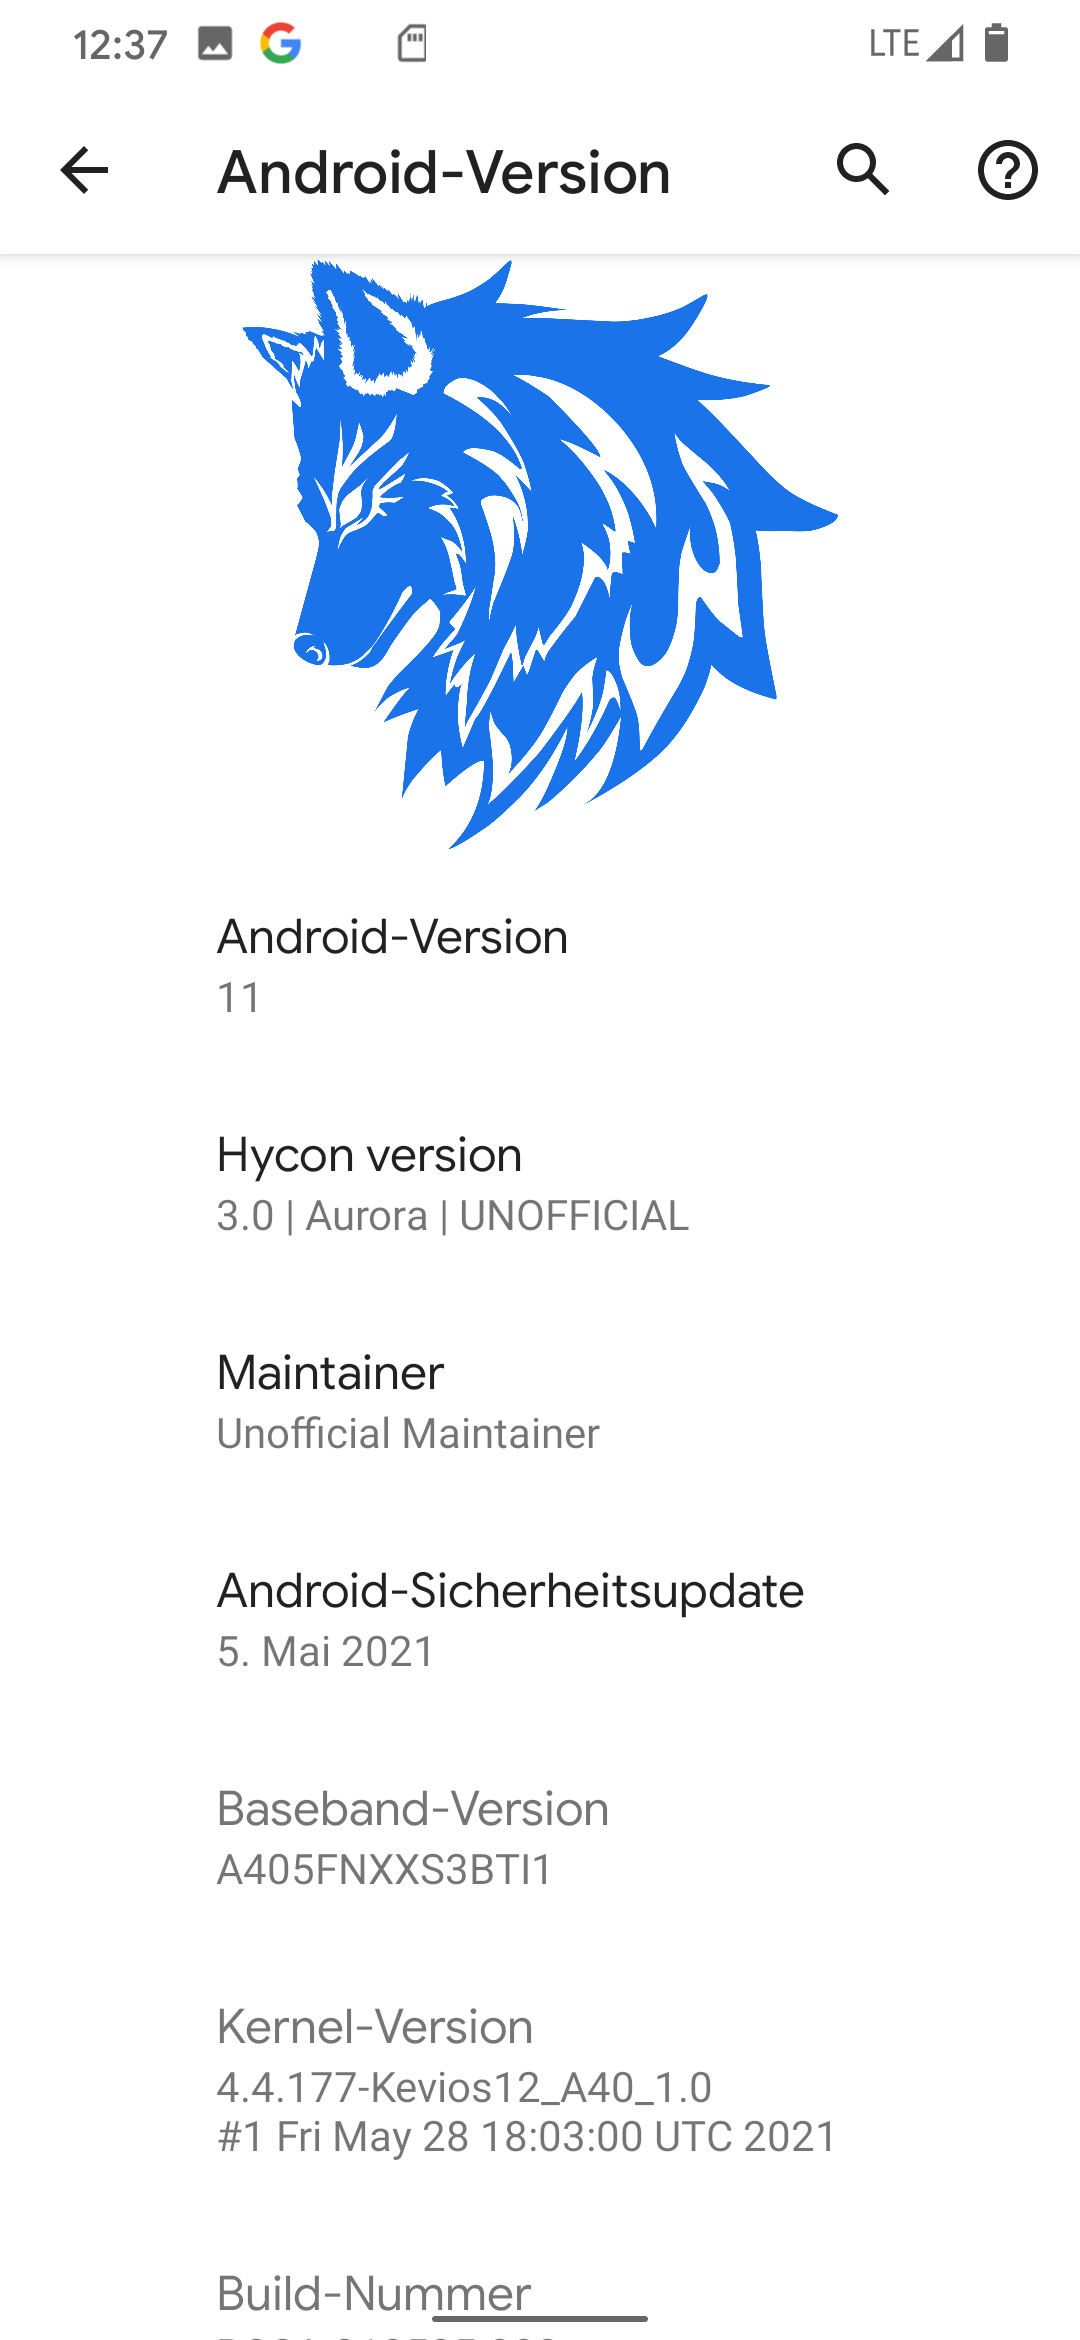 12:37
LTE
Android-Version
Android-Version
11
Hycon version
3.0 | Aurora | UNOFFICIAL
Maintainer
Unofficial Maintainer
Android-Sicherheitsupdate
5. Mai 2021
Baseband-Version
A405FNXXS3BTI1
Kernel-Version
4.4.177-Kevios12_A40_1.0
#1 Fri May 28 18:03:00 UTC 2021
Build-Nummer